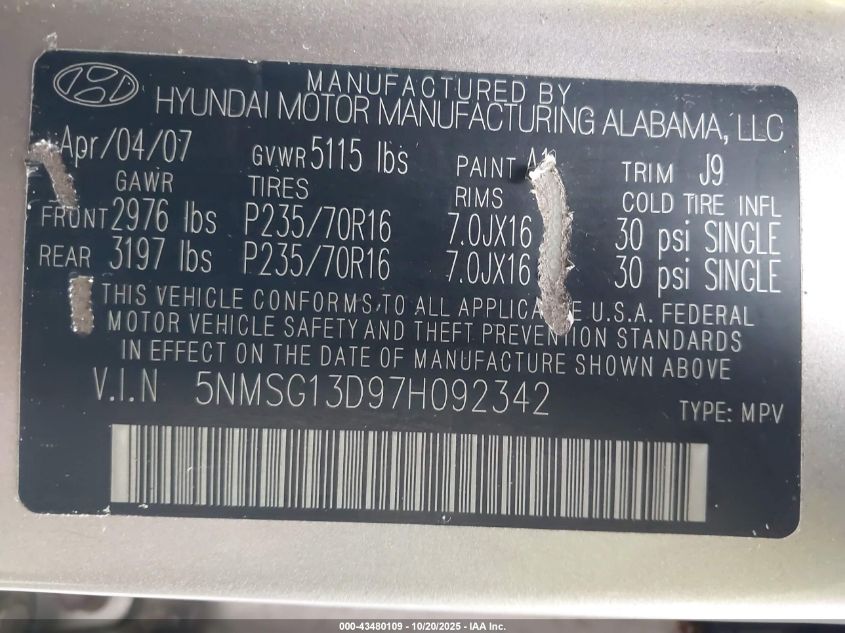 MANUFACTURED BY
HYUNDAI MOTOR MANUFACTURING ALABAMA, LLC
Apr/04/07 GVWR 5115 lbs PAINT TRIM J9
GAWR TIRES RIMS COLD TIRE INFL
FRONT 2976 lbs P235/70R16 7.0JX16 30 psi SINGLE
REAR 3197 lbs P235/70R16 7.0JX16 30 psi SINGLE
THIS VEHICLE CONFORMS TO ALL APPLICABLE U.S.A. FEDERAL
MOTOR VEHICLE SAFETY AND THEFT PREVENTION STANDARDS
IN EFFECT ON THE DATE OF MANUFACTURE SHOWN ABOVE
V.I.N 5NMSG13D97H092342
TYPE: MPV
000-43480109 - 10/20/2025 - IAA Inc.